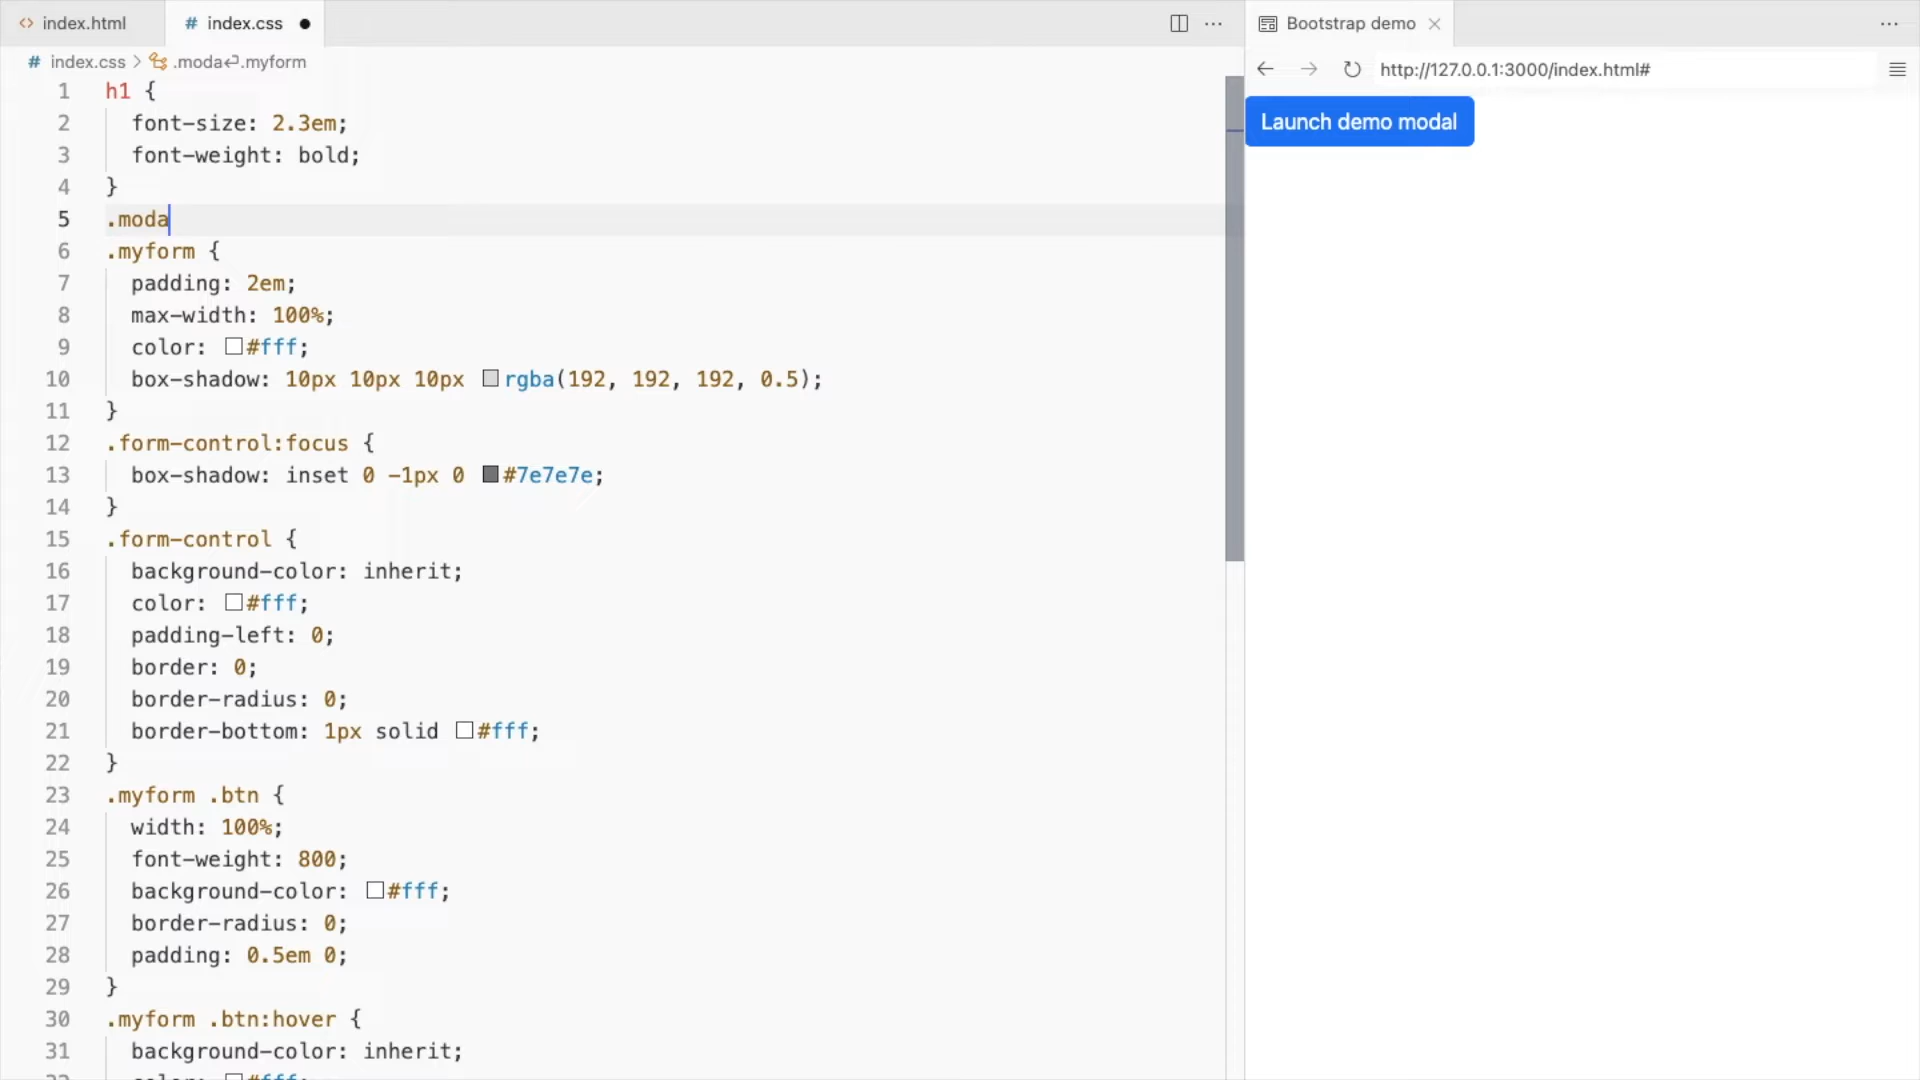 index.html
# index.css
Bootstrap demo
# index.css > .moda↵.myform
http://127.0.0.1:3000/index.html#
Launch demo modal
1 h1 {
2 font-size: 2.3em;
3 font-weight: bold;
4 }
5 .moda
6 .myform {
7 padding: 2em;
8 max-width: 100%;
9 color: #fff;
10 box-shadow: 10px 10px 10px rgba(192, 192, 192, 0.5);
11 }
12 .form-control:focus {
13 box-shadow: inset 0 -1px 0 #7e7e7e;
14 }
15 .form-control {
16 background-color: inherit;
17 color: #fff;
18 padding-left: 0;
19 border: 0;
20 border-radius: 0;
21 border-bottom: 1px solid #fff;
22 }
23 .myform .btn {
24 width: 100%;
25 font-weight: 800;
26 background-color: #fff;
27 border-radius: 0;
28 padding: 0.5em 0;
29 }
30 .myform .btn:hover {
31 background-color: inherit;
32 color: #fff;